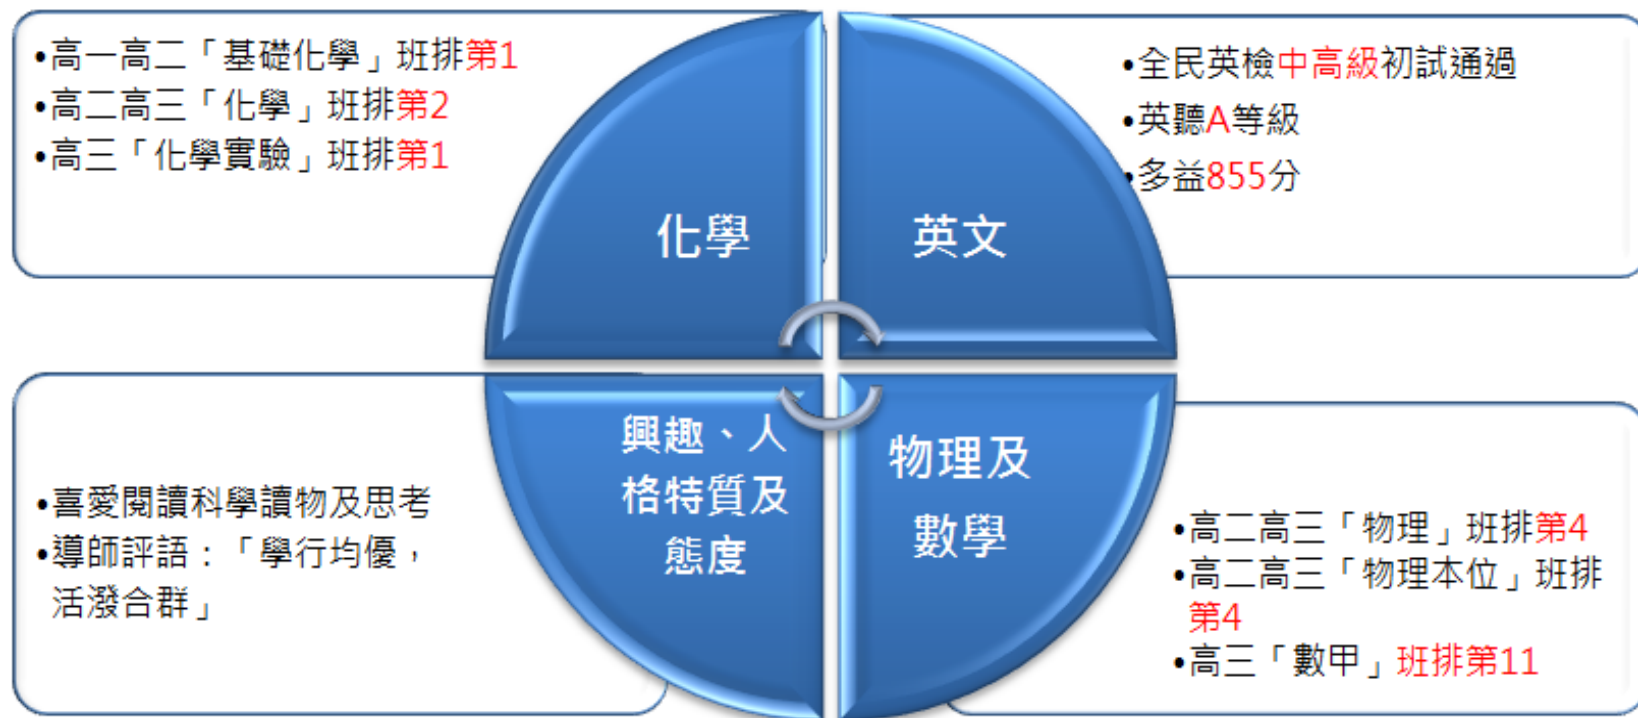 •高一高二「基礎化學」班排第1
•高二高三「化學」班排第2
•高三「化學實驗」班排第1
化學
英文
•全民英檢中高級初試通過
•英聽A等級
•多益855分
•喜愛閱讀科學讀物及思考
•導師評語：「學行均優，
活潑合群」
興趣、人
格特質及
態度
物理及
數學
•高二高三「物理」班排第4
•高二高三「物理本位」班排
第4
•高三「數甲」班排第11